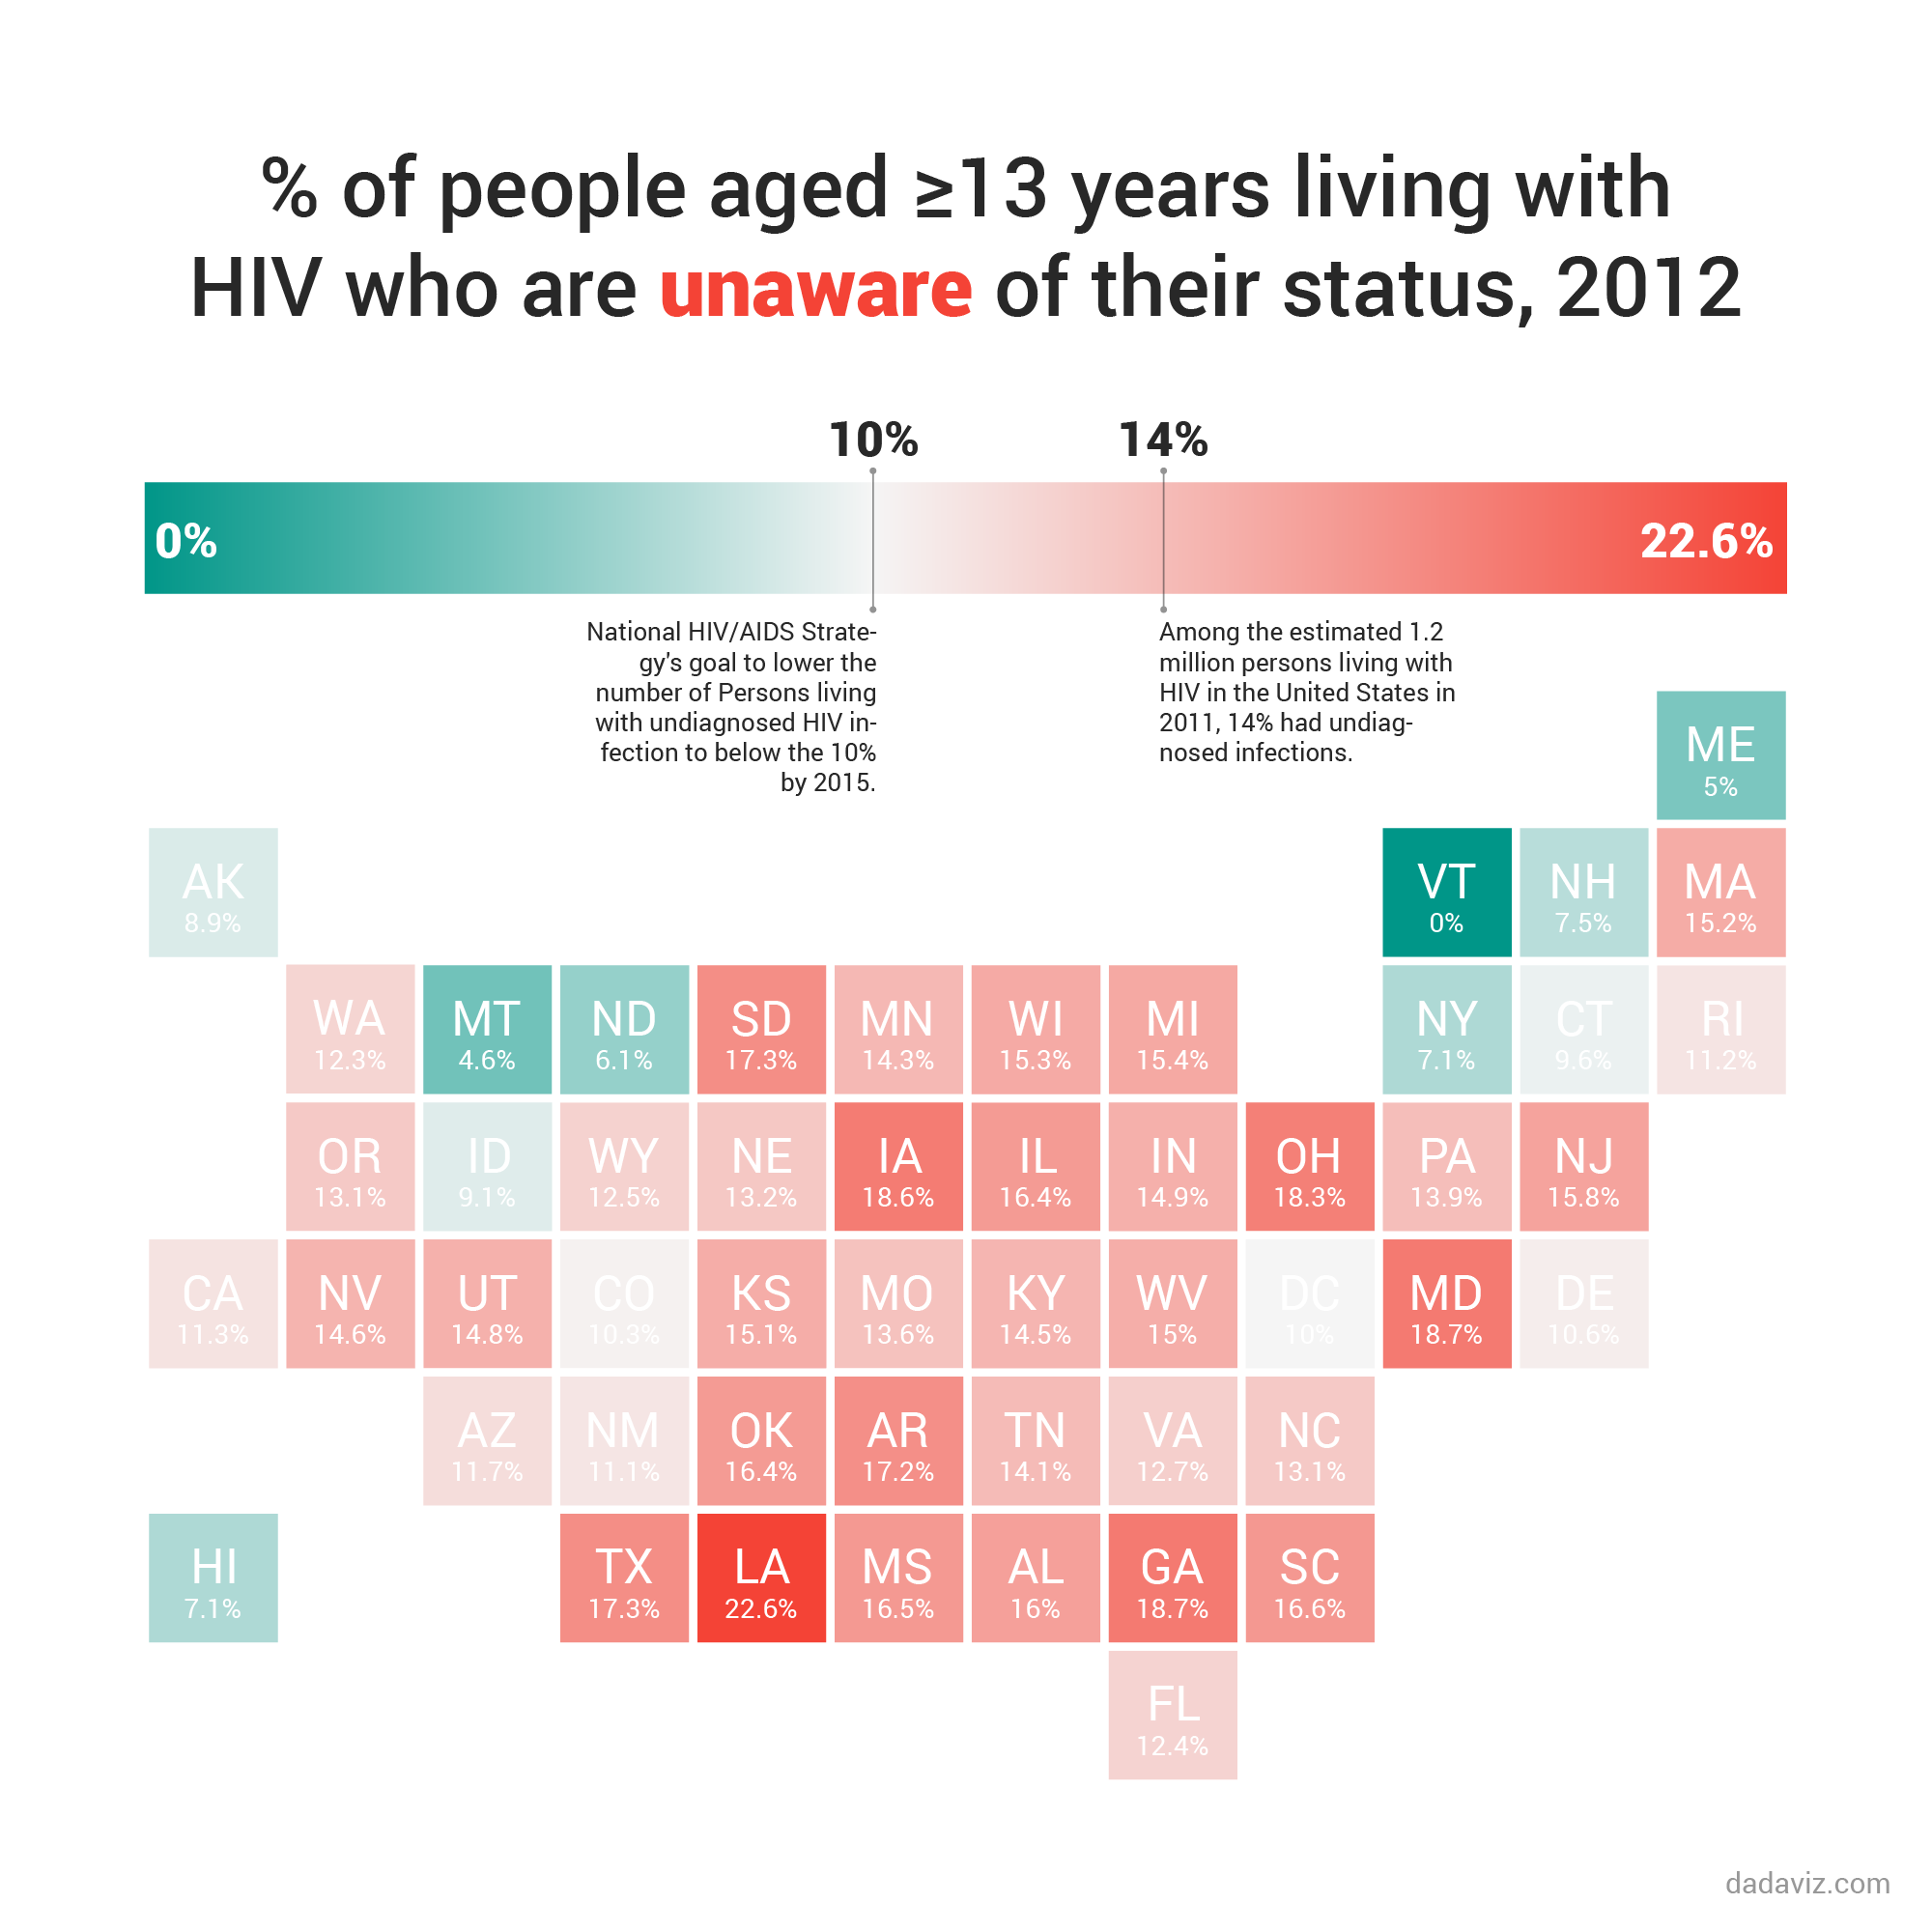 % of people aged ≥13 years living with
HIV who are unaware of their status, 2012
10%
14%
0%
22.6%
National HIV/AIDS Strate-
gy's goal to lower the
number of Persons living
with undiagnosed HIV in-
fection to below the 10%
by 2015.
Among the estimated 1.2
million persons living with
HIV in the United States in
2011, 14% had undiag-
nosed infections.
ME
5%
AK
8.9%
VT
0%
NH
7.5%
MA
15.2%
WA
12.3%
MT
4.6%
ND
6.1%
SD
17.3%
MN
14.3%
WI
15.3%
MI
15.4%
NY
7.1%
CT
9.6%
RI
11.2%
OR
13.1%
ID
9.1%
WY
12.5%
NE
13.2%
IA
18.6%
IL
16.4%
IN
14.9%
OH
18.3%
PA
13.9%
NJ
15.8%
CA
11.3%
NV
14.6%
UT
14.8%
CO
10.3%
KS
15.1%
MO
13.6%
KY
14.5%
WV
15%
DC
10%
MD
18.7%
DE
10.6%
AZ
11.7%
NM
11.1%
OK
16.4%
AR
17.2%
TN
14.1%
VA
12.7%
NC
13.1%
HI
7.1%
TX
17.3%
LA
22.6%
MS
16.5%
AL
16%
GA
18.7%
SC
16.6%
FL
12.4%
dadaviz.com